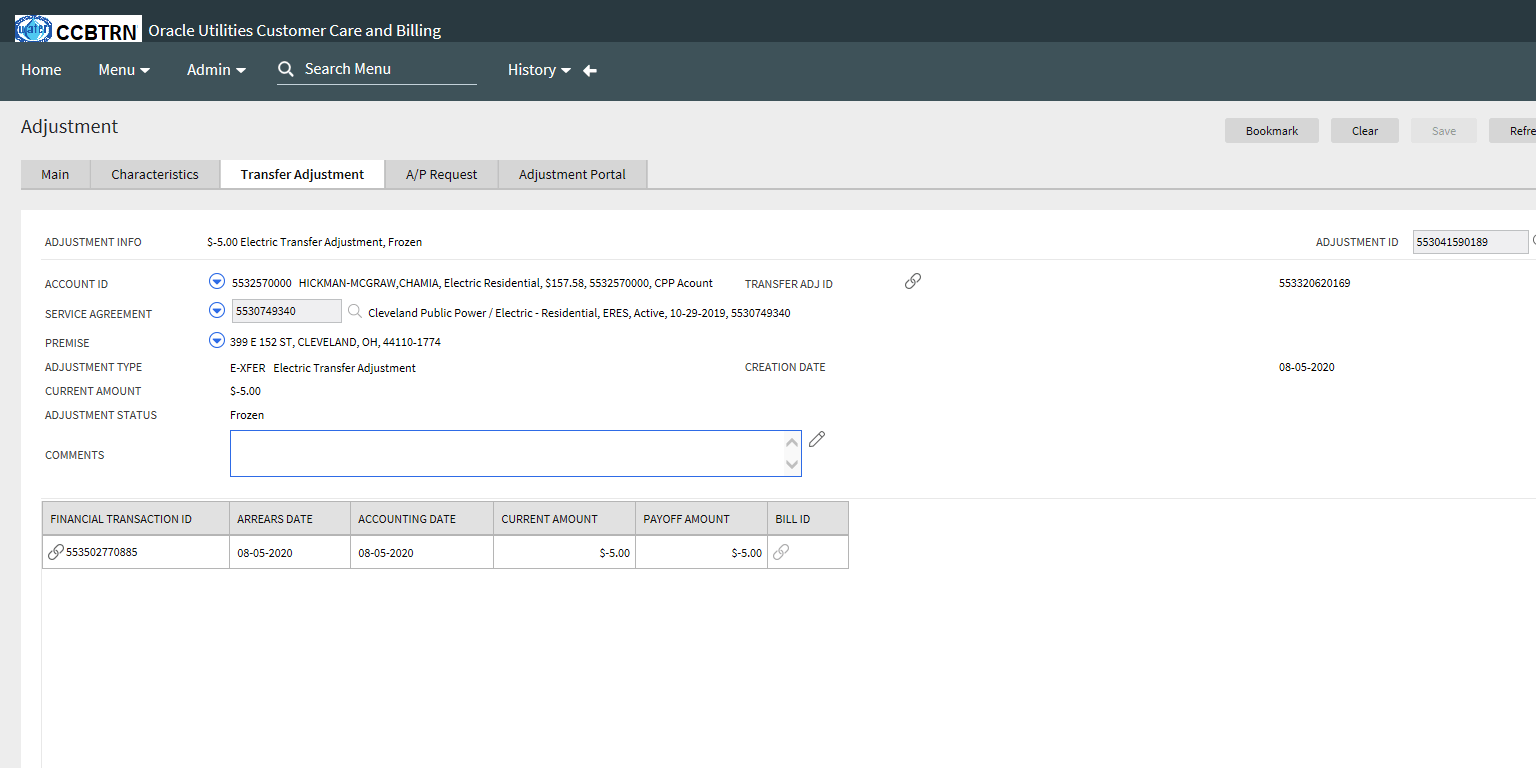 water CCBTRN Oracle Utilities Customer Care and Billing
Home Menu Admin Search Menu History
Adjustment
Bookmark Clear Save Refre
Main Characteristics Transfer Adjustment A/P Request Adjustment Portal
ADJUSTMENT INFO $-5.00 Electric Transfer Adjustment, Frozen ADJUSTMENT ID 553041590189
ACCOUNT ID 5532570000 HICKMAN-MCGRAW,CHAMIA, Electric Residential, $157.58, 5532570000, CPP Acount TRANSFER ADJ ID 553320620169
SERVICE AGREEMENT 5530749340 Cleveland Public Power / Electric - Residential, ERES, Active, 10-29-2019, 5530749340
PREMISE 399 E 152 ST, CLEVELAND, OH, 44110-1774
ADJUSTMENT TYPE E-XFER Electric Transfer Adjustment CREATION DATE 08-05-2020
CURRENT AMOUNT $-5.00
ADJUSTMENT STATUS Frozen
COMMENTS
FINANCIAL TRANSACTION ID ARREARS DATE ACCOUNTING DATE CURRENT AMOUNT PAYOFF AMOUNT BILL ID
553502770885 08-05-2020 08-05-2020 $-5.00 $-5.00